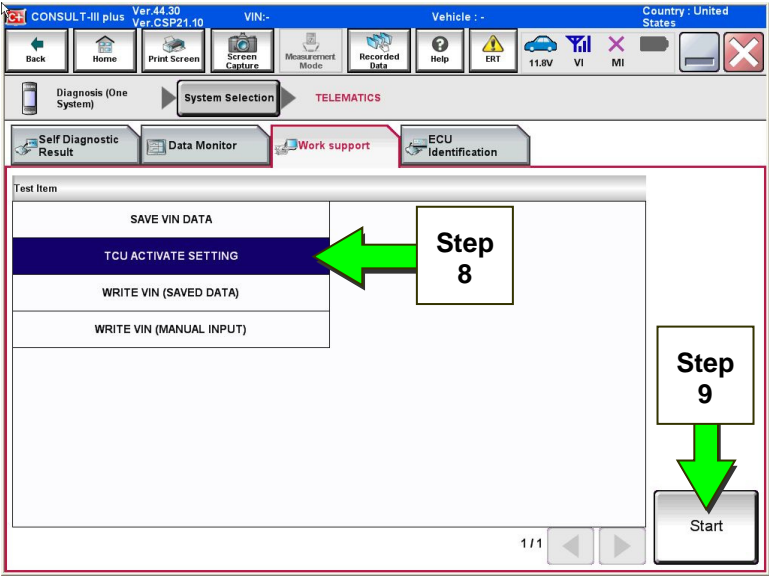 CONSULT-III plus Ver.44.30
Ver.CSP21.10
VIN:-
Vehicle : -
Country : United
States
Back
Home
Print Screen
Screen
Capture
Measurement
Mode
Recorded
Data
Help
ERT
11.8V
VI
MI
Diagnosis (One
System)
System Selection
TELEMATICS
Self Diagnostic
Result
Data Monitor
Work support
ECU
Identification
Test Item
SAVE VIN DATA
TCU ACTIVATE SETTING
WRITE VIN (SAVED DATA)
WRITE VIN (MANUAL INPUT)
Step
8
Step
9
Start
1/1